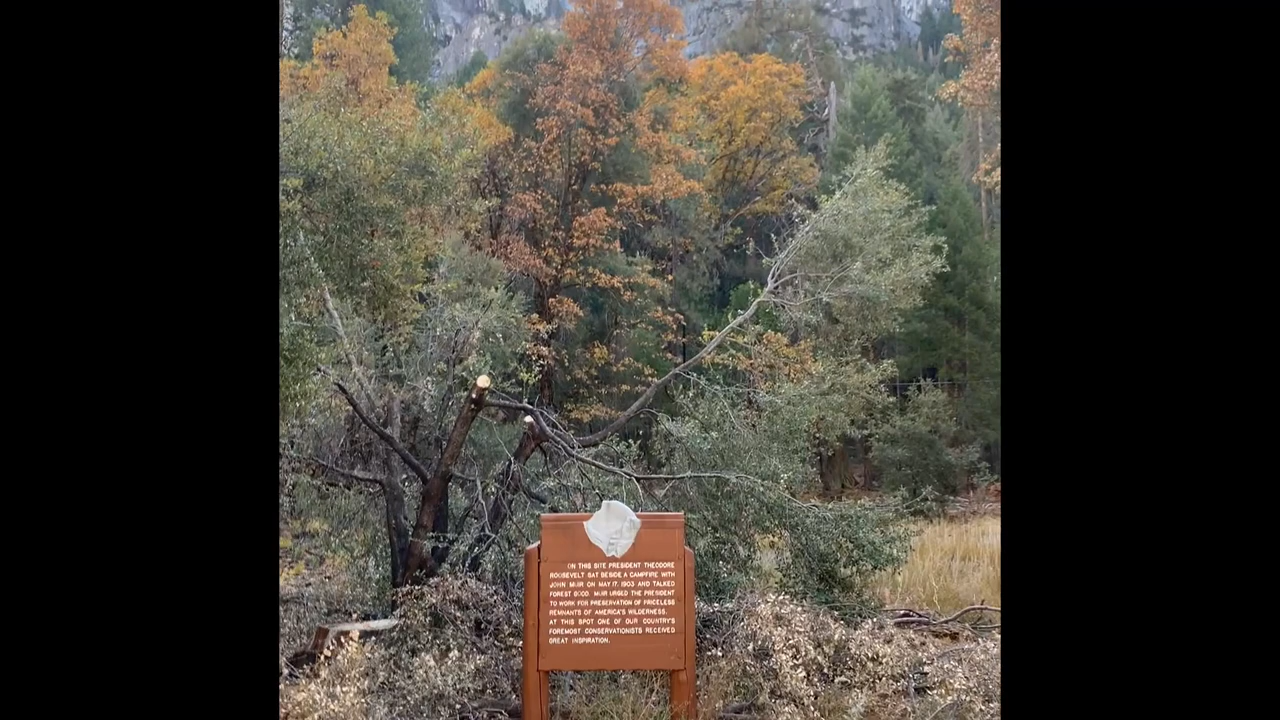 ON THIS SITE PRESIDENT THEODORE
ROOSEVELT SAT BESIDE A CAMPFIRE WITH
JOHN MUIR ON MAY 17, 1903 AND TALKED
FOREST GOOD. MUIR URGED THE PRESIDENT
TO WORK FOR PRESERVATION OF PRICELESS
REMNANTS OF AMERICA'S WILDERNESS.
AT THIS SPOT ONE OF OUR COUNTRY'S
FOREMOST CONSERVATIONISTS RECEIVED
GREAT INSPIRATION.